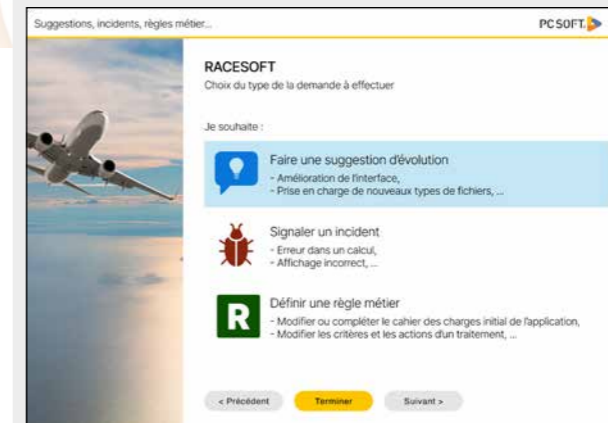 Suggestions, incidents, règles métier...
PC SOFT
RACESOFT
Choix du type de la demande à effectuer
Je souhaite :
Faire une suggestion d'évolution
- Amélioration de l'interface,
- Prise en charge de nouveaux types de fichiers, ...
Signaler un incident
- Erreur dans un calcul,
- Affichage incorrect, ...
R
Définir une règle métier
- Modifier ou compléter le cahier des charges initial de l'application,
- Modifier les critères et les actions d'un traitement, ...
< Précédent
Terminer
Suivant >